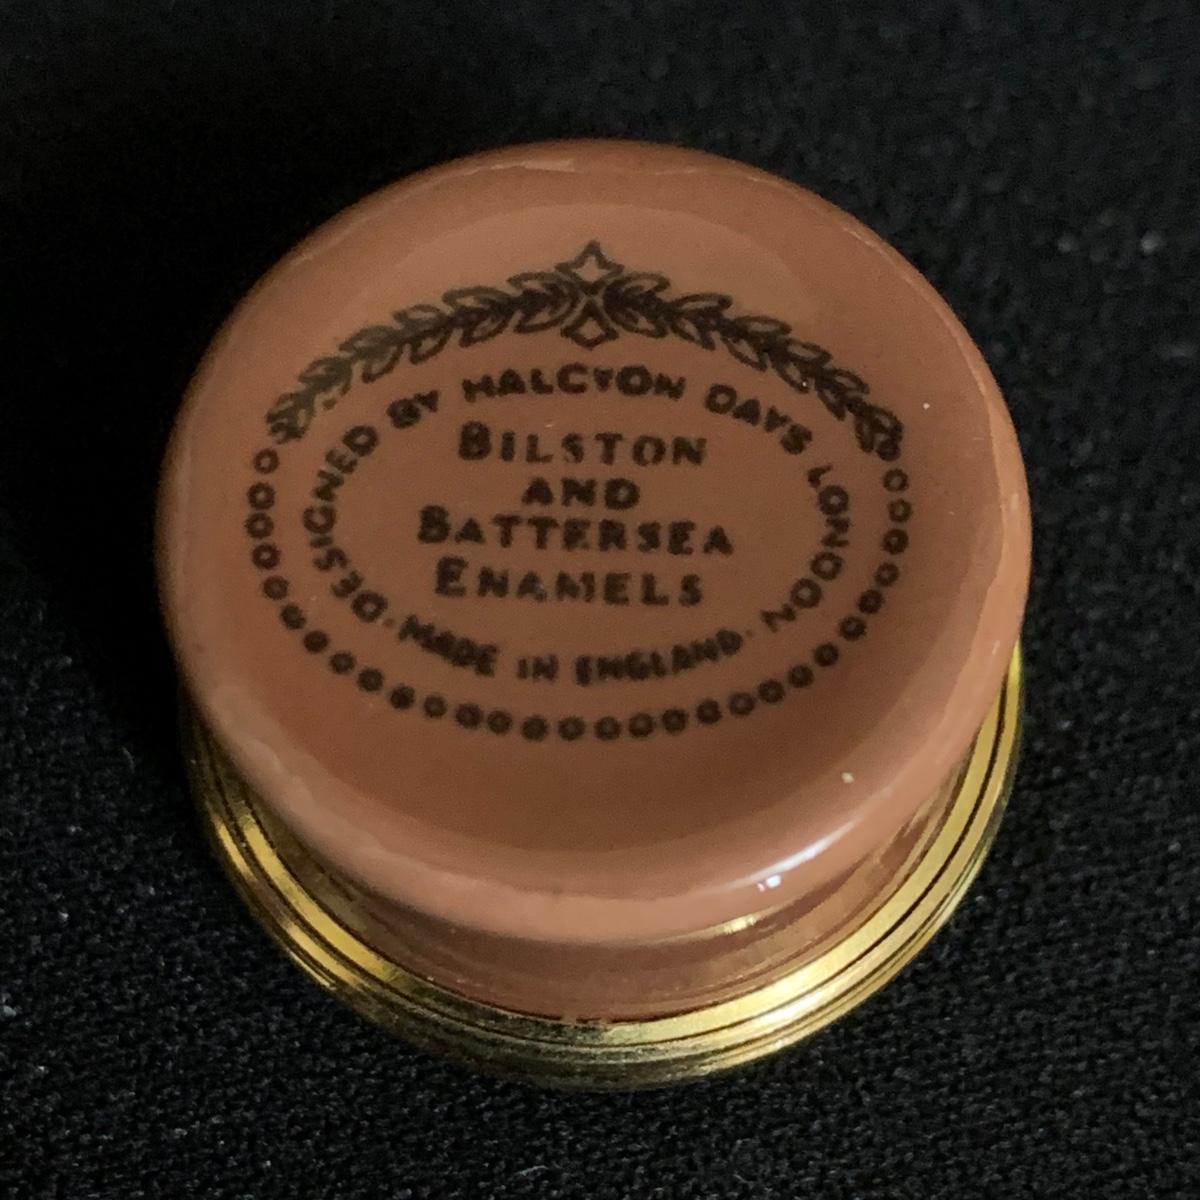 DESIGNED BY HALCYON DAYS LONDON
BILSTON
AND
BATTERSEA
ENAMELS
· MADE IN ENGLAND ·